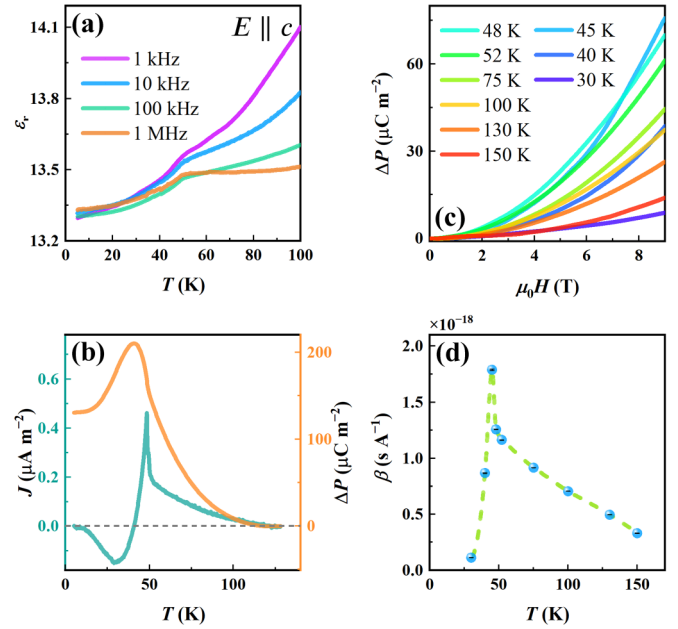 (a)
E ∥ c
1 kHz
10 kHz
100 kHz
1 MHz
14.1
13.8
13.5
13.2
εr
0 20 40 60 80 100
T (K)
48 K
52 K
75 K
100 K
130 K
150 K
45 K
40 K
30 K
(c)
60
30
0
ΔP (μC m⁻²)
0 2 4 6 8
μ₀H (T)
(b)
0.6
0.4
0.2
0.0
J (μA m⁻²)
200
100
0
ΔP (μC m⁻²)
0 50 100
T (K)
×10⁻¹⁸
(d)
2.0
1.5
1.0
0.5
0.0
β (s A⁻¹)
0 50 100 150
T (K)